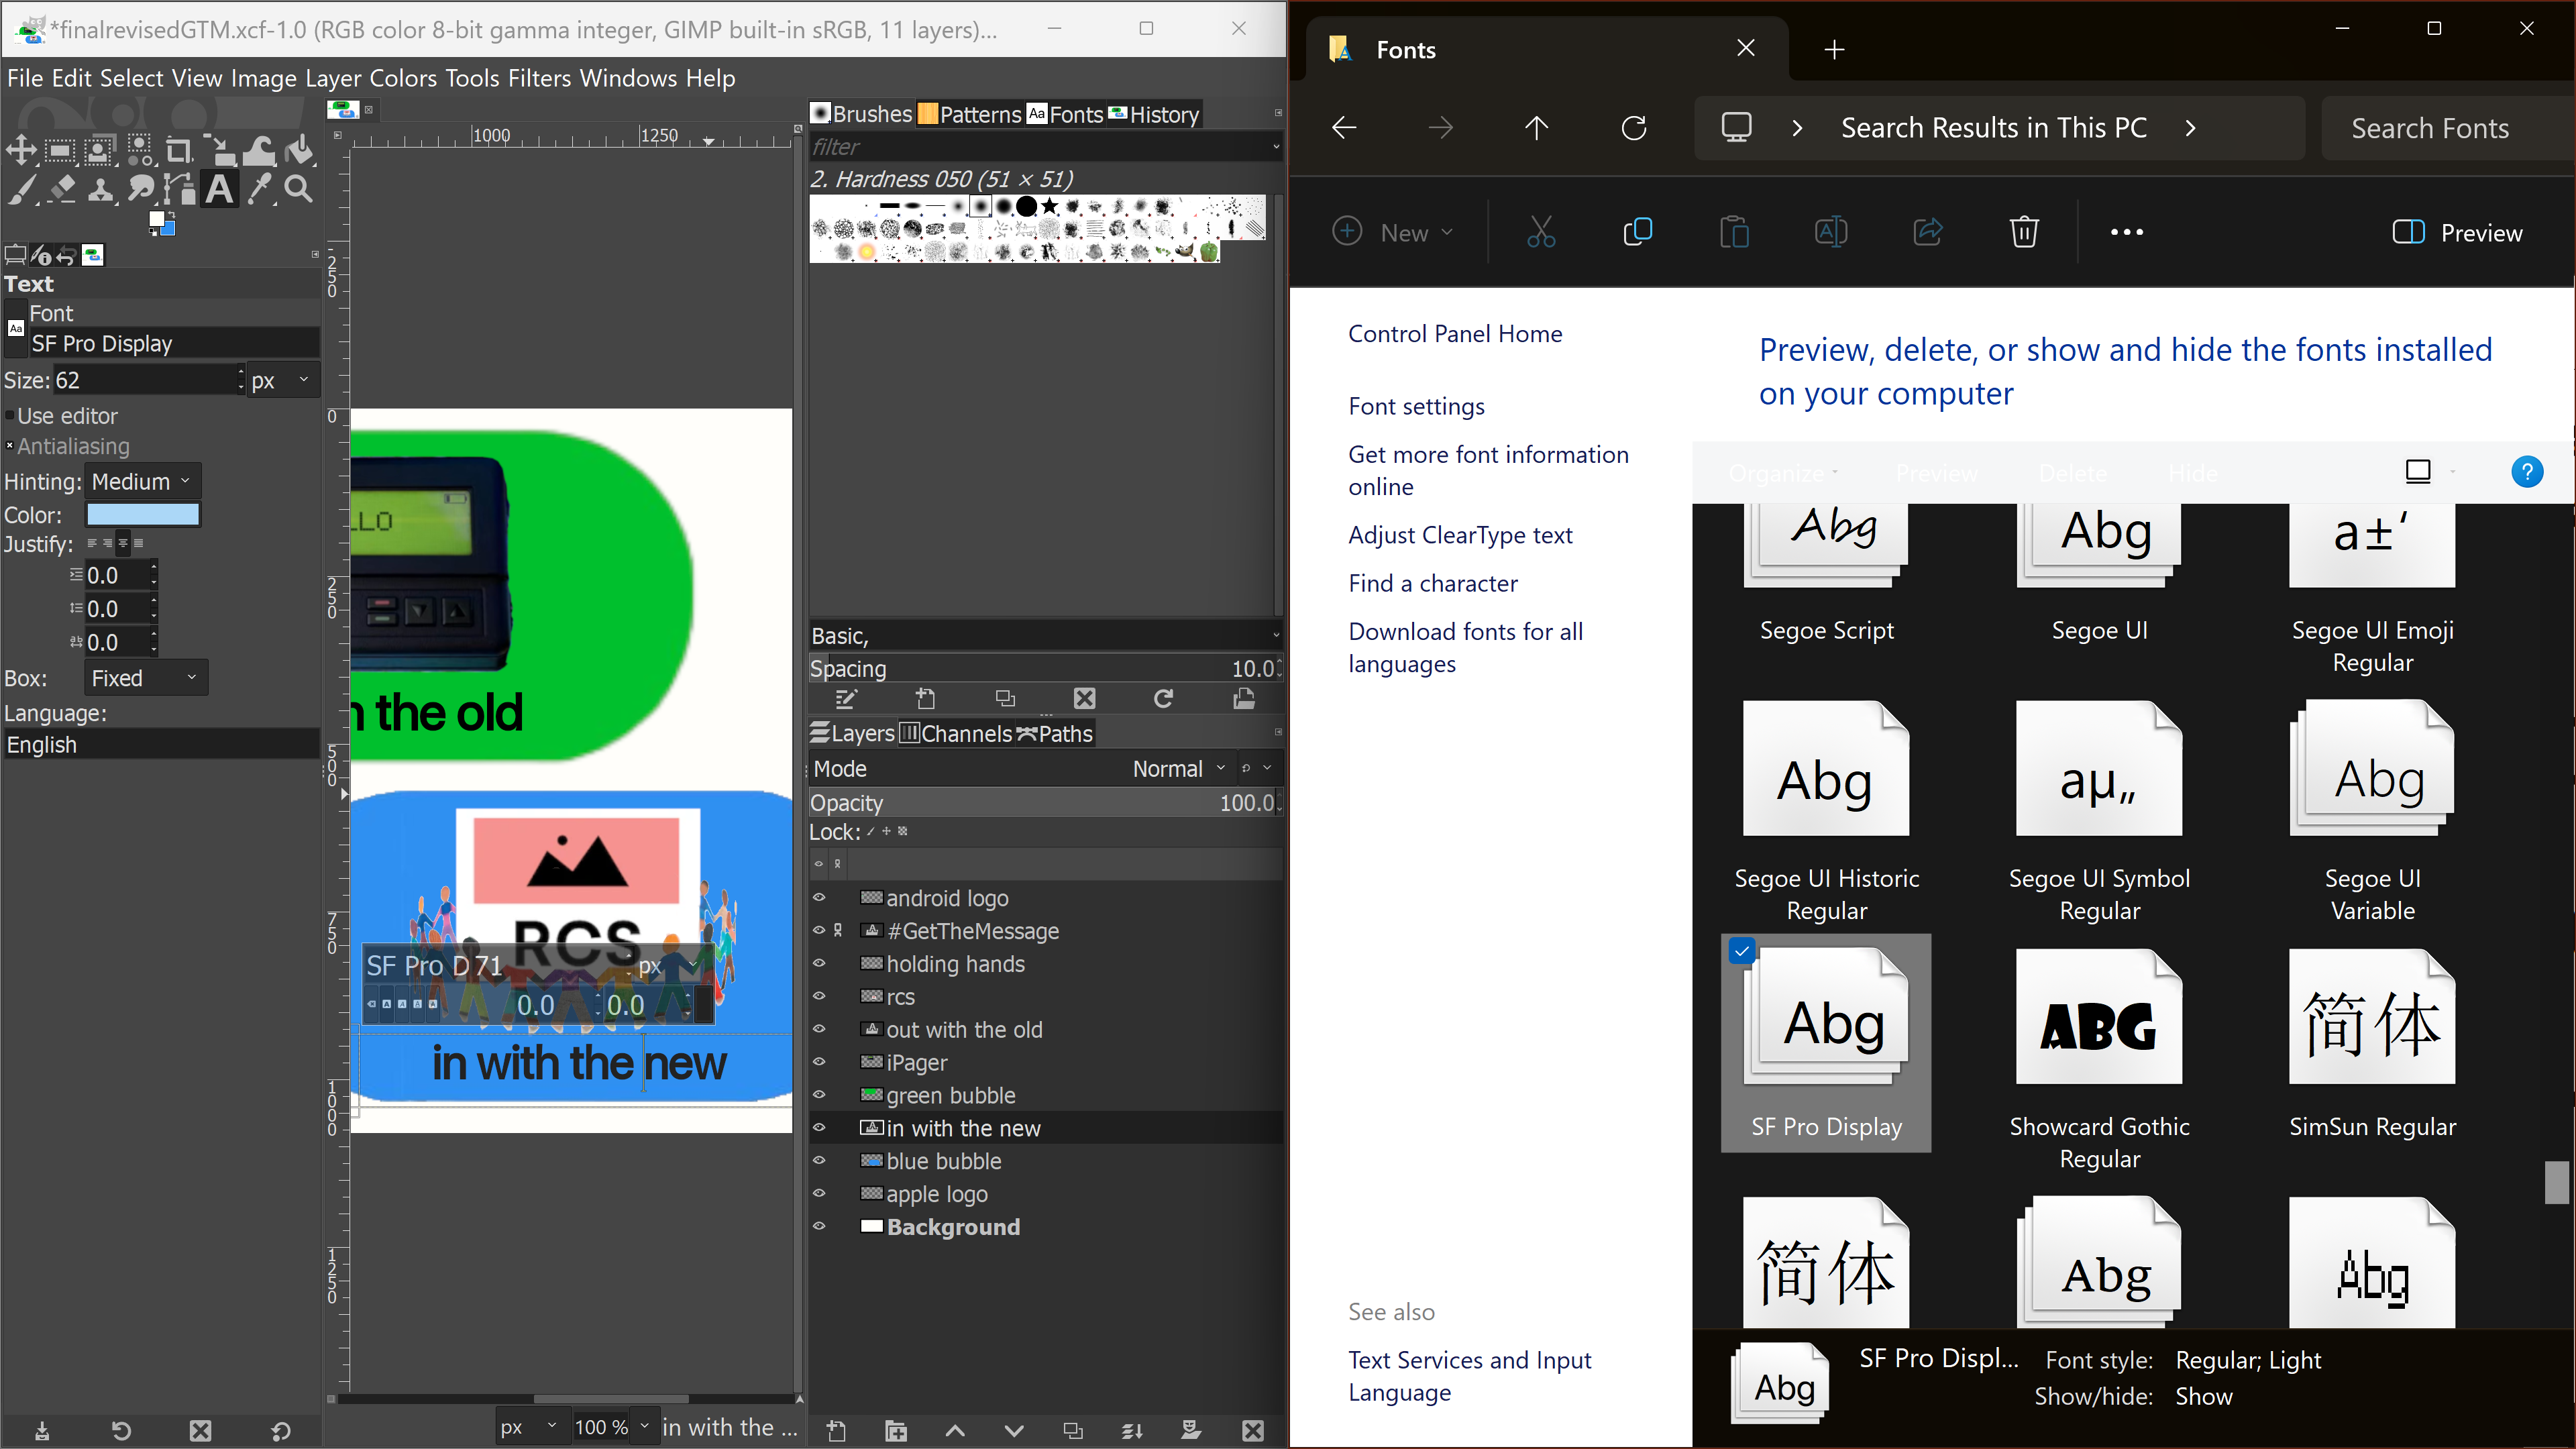 *finalrevisedGTM.xcf-1.0 (RGB color 8-bit gamma integer, GIMP built-in sRGB, 11 layers)...
File Edit Select View Image Layer Colors Tools Filters Windows Help
Text
Font
Aa
SF Pro Display
Size: 62
px
Use editor
Antialiasing
Hinting: Medium
Color:
Justify:
0.0
0.0
0.0
Box: Fixed
Language:
English
1000
1250
250
0
250
500
750
1000
1250
LLO
the old
RCS
SF Pro D 71
px
0.0
0.0
in with the new
px
100 %
in with the ...
Brushes
Patterns
Aa Fonts
History
filter
2. Hardness 050 (51 × 51)
Basic,
Spacing 10.0
Layers
Channels
Paths
Mode Normal
Opacity 100.0
Lock:
android logo
#GetTheMessage
holding hands
rcs
out with the old
iPager
green bubble
in with the new
blue bubble
apple logo
Background
Fonts
Search Results in This PC
Search Fonts
New
Preview
Control Panel Home
Font settings
Get more font information
online
Adjust ClearType text
Find a character
Download fonts for all
languages
See also
Text Services and Input
Language
Preview, delete, or show and hide the fonts installed
on your computer
Organize
Preview
Delete
Hide
?
Abg
Abg
a±‘
Segoe Script
Segoe UI
Segoe UI Emoji
Regular
Abg
aµ„
Abg
Segoe UI Historic
Regular
Segoe UI Symbol
Regular
Segoe UI
Variable
Abg
ABG
简体
SF Pro Display
Showcard Gothic
Regular
SimSun Regular
简体
Abg
Abg
Abg
SF Pro Displ...
Font style: Regular; Light
Show/hide: Show